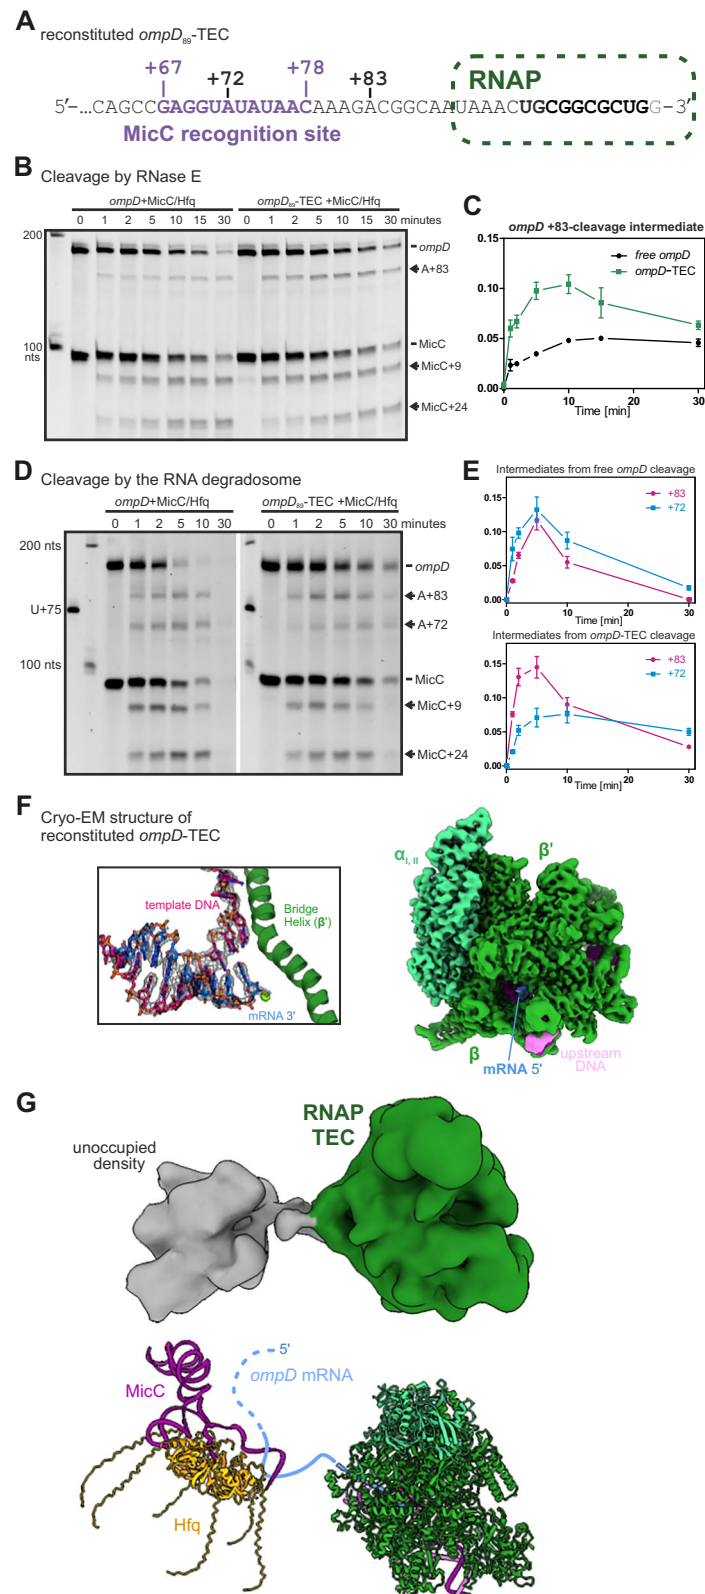 A reconstituted ompD₈₉-TEC
+67 +72 +78 +83
RNAP
5'-...CAGCCGAGGUAUAUAACAAAGACGGCAAUAAACUGCGGCGCUGG-3'
MicC recognition site
B Cleavage by RNase E
ompD+MicC/Hfq ompD₈₉-TEC +MicC/Hfq
0 1 2 5 10 15 30 0 1 2 5 10 15 30 minutes
200
ompD
A+83
100
nts
MicC
MicC+9
MicC+24
C
ompD +83-cleavage intermediate
0.15
free ompD
ompD-TEC
0.10
0.05
0.00
0 10 20 30
Time [min]
D Cleavage by the RNA degradosome
ompD+MicC/Hfq ompD₈₉-TEC +MicC/Hfq
0 1 2 5 10 30 0 1 2 5 10 30 minutes
200 nts
ompD
A+83
U+75
A+72
100 nts
MicC
MicC+9
MicC+24
E
Intermediates from free ompD cleavage
+83
+72
0.15
0.10
0.05
0.00
0 10 20 30
Time [min]
Intermediates from ompD-TEC cleavage
+83
+72
0.15
0.10
0.05
0.00
0 10 20 30
Time [min]
F Cryo-EM structure of
reconstituted ompD-TEC
template DNA
Bridge
Helix (β')
mRNA 3'
αI, II
β'
β
upstream
DNA
mRNA 5'
G
RNAP
TEC
unoccupied
density
5'
ompD mRNA
MicC
Hfq